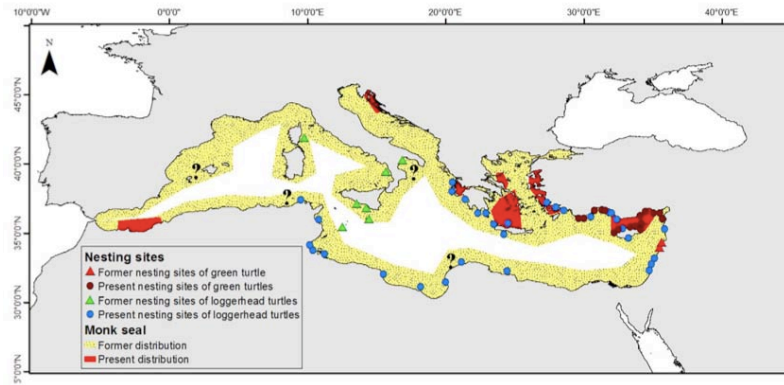 10°0'0"W 0°0'0" 10°0'0"E 20°0'0"E 30°0'0"E 40°0'0"E
N
45°0'0"N
40°0'0"N
35°0'0"N
30°0'0"N
5°0'0"N
?
?
?
?
Nesting sites
Former nesting sites of green turtle
Present nesting sites of green turtles
Former nesting sites of loggerhead turtles
Present nesting sites of loggerhead turtles
Monk seal
Former distribution
Present distribution